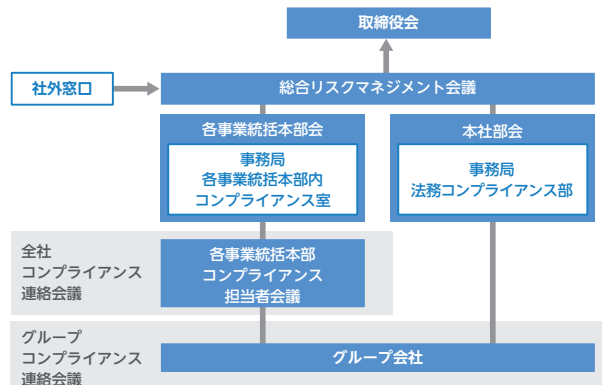 取締役会
社外窓口
総合リスクマネジメント会議
各事業統括本部会
事務局
各事業統括本部内
コンプライアンス室
本社部会
事務局
法務コンプライアンス部
全社
コンプライアンス
連絡会議
各事業統括本部
コンプライアンス
担当者会議
グループ
コンプライアンス
連絡会議
グループ会社